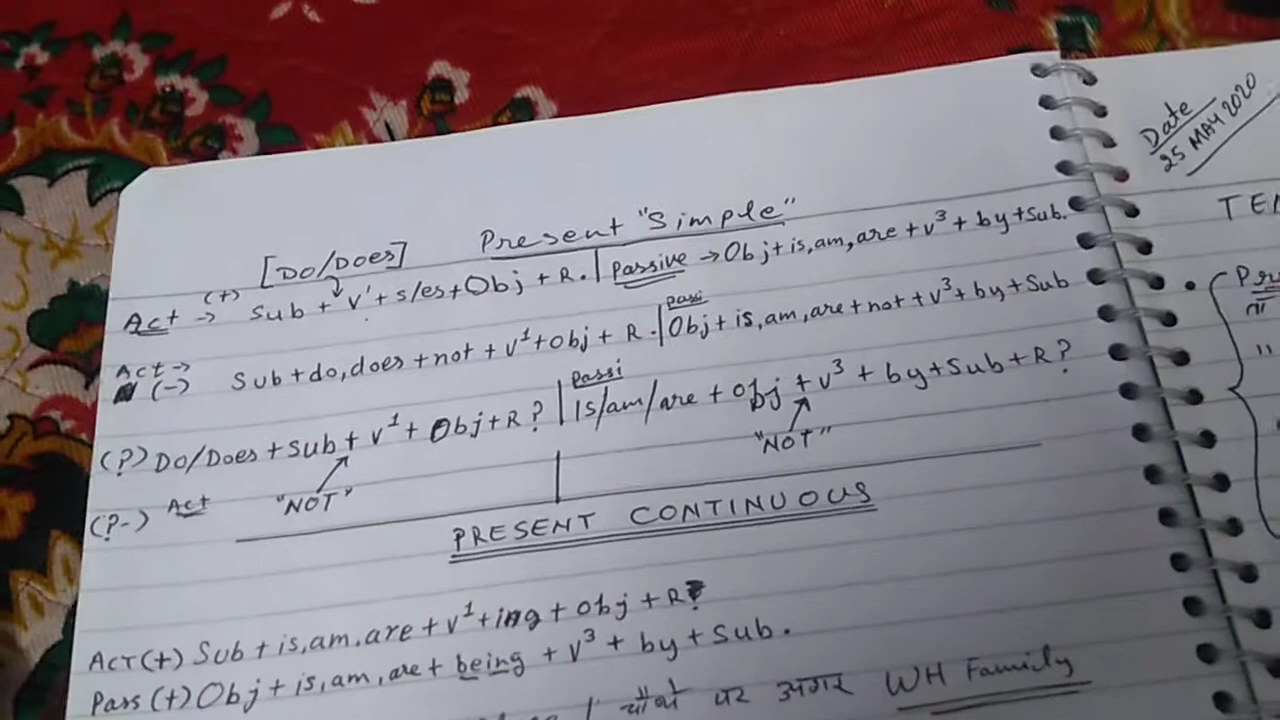 Present "Simple"
[Do/Does]
Act → (+) Sub + V¹ + s/es + Obj + R. | Passive → Obj + is, am, are + V³ + by + Sub.
Act →
(-) Sub + do, does + not + V¹ + Obj + R. | Passi Obj + is, am, are + not + V³ + by + Sub
(?) Do/Does + Sub + V¹ + Obj + R? | Passi Is/am/are + Obj + V³ + by + Sub + R?
(?-) Act "NOT" "NOT"
PRESENT CONTINUOUS
ACT (+) Sub + is, am, are + V¹ + ing + Obj + R
Pass (+) Obj + is, am, are + being + V³ + by + Sub.
पर अगर WH Family
Date
25 MAY 2020